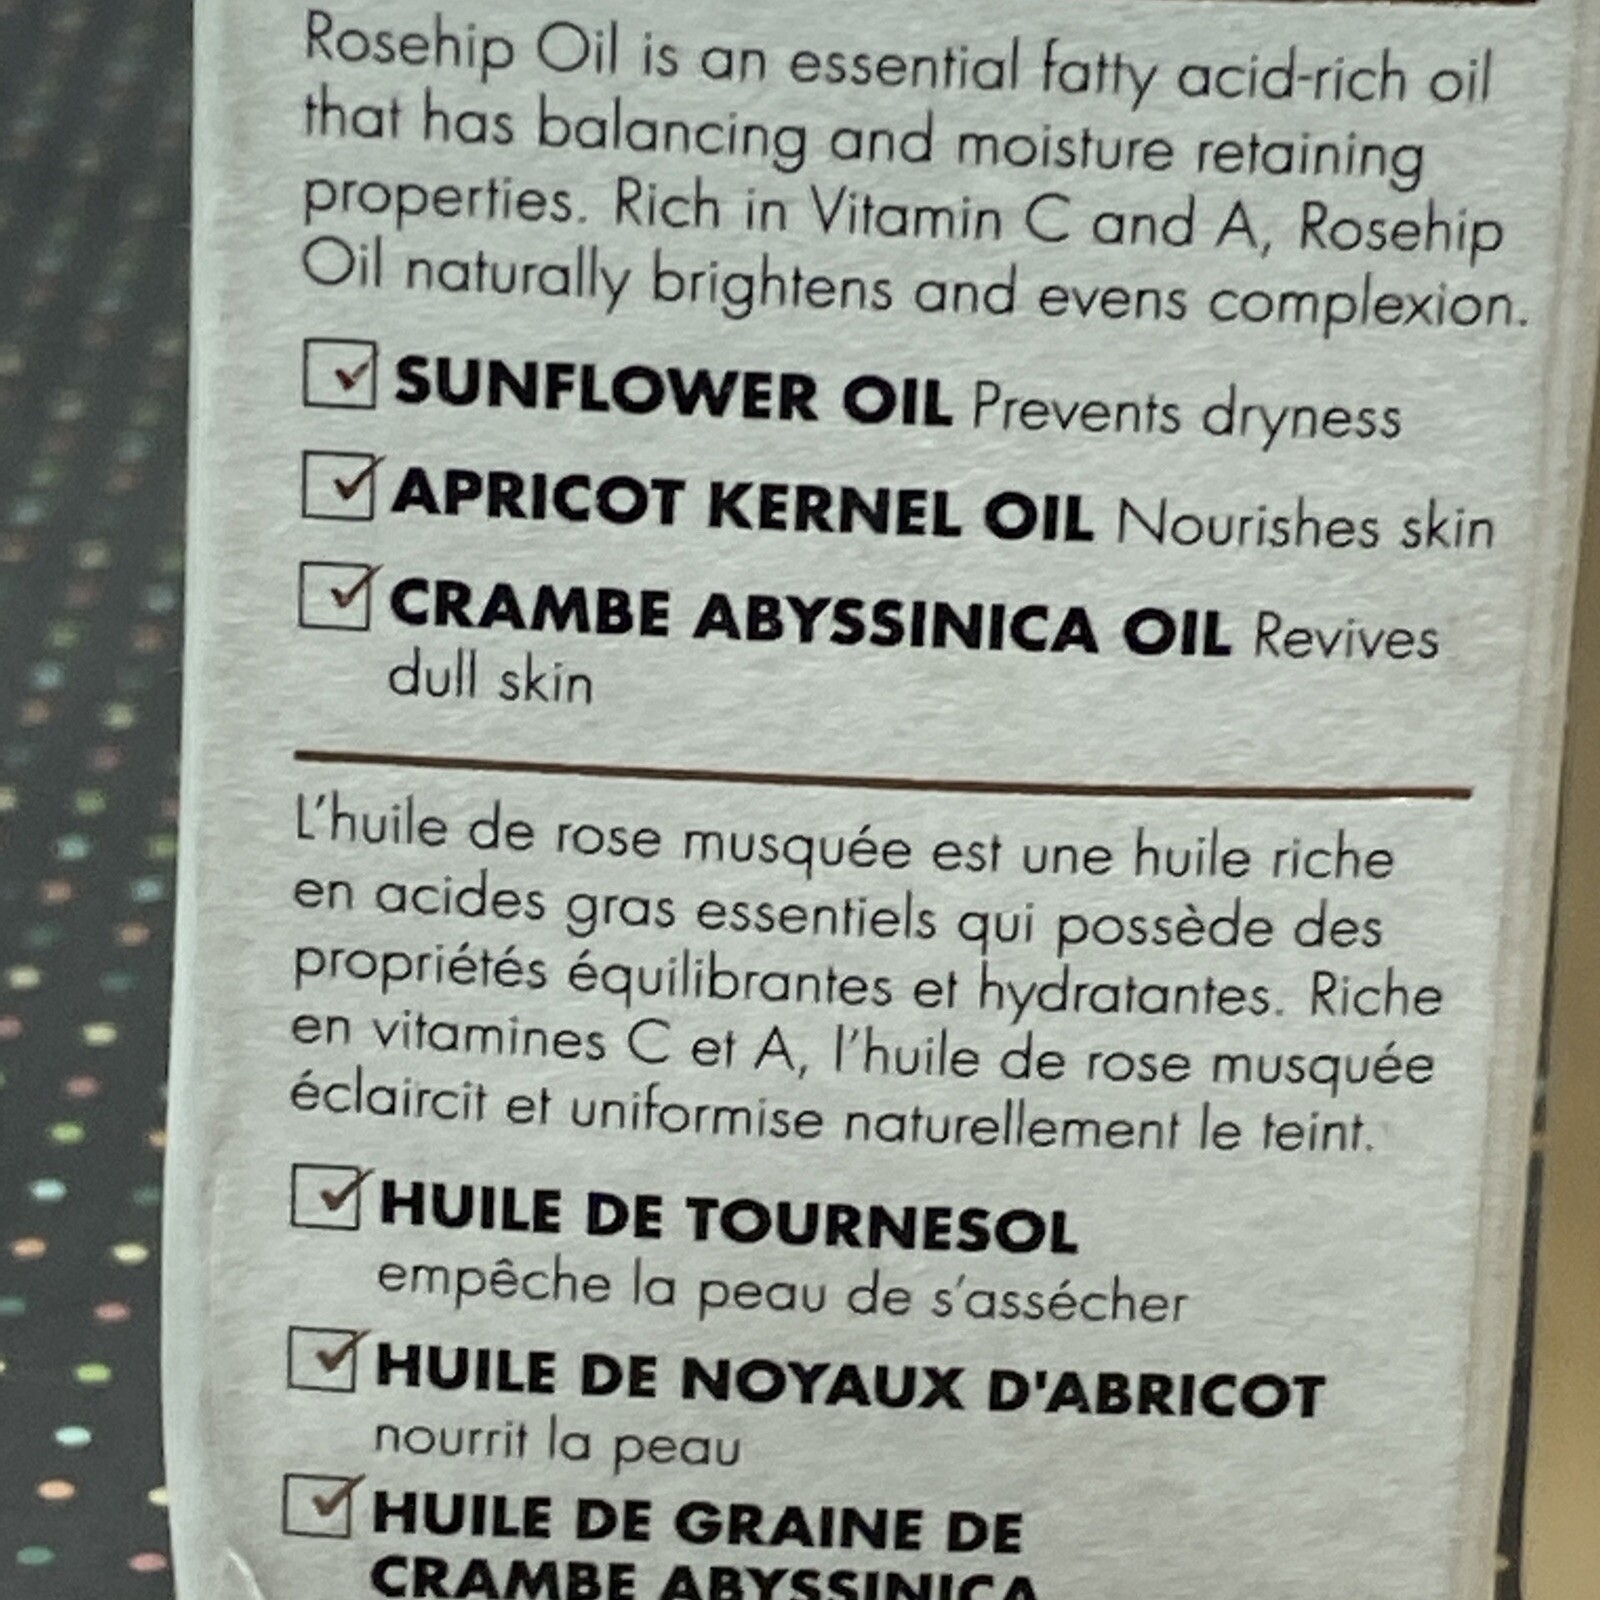 Rosehip Oil is an essential fatty acid-rich oil
that has balancing and moisture retaining
properties. Rich in Vitamin C and A, Rosehip
Oil naturally brightens and evens complexion.
SUNFLOWER OIL Prevents dryness
APRICOT KERNEL OIL Nourishes skin
CRAMBE ABYSSINICA OIL Revives
dull skin
L'huile de rose musquée est une huile riche
en acides gras essentiels qui possède des
propriétés équilibrantes et hydratantes. Riche
en vitamines C et A, l'huile de rose musquée
éclaircit et uniformise naturellement le teint.
HUILE DE TOURNESOL
empêche la peau de s'assécher
HUILE DE NOYAUX D'ABRICOT
nourrit la peau
HUILE DE GRAINE DE
CRAMBE ABYSSINICA